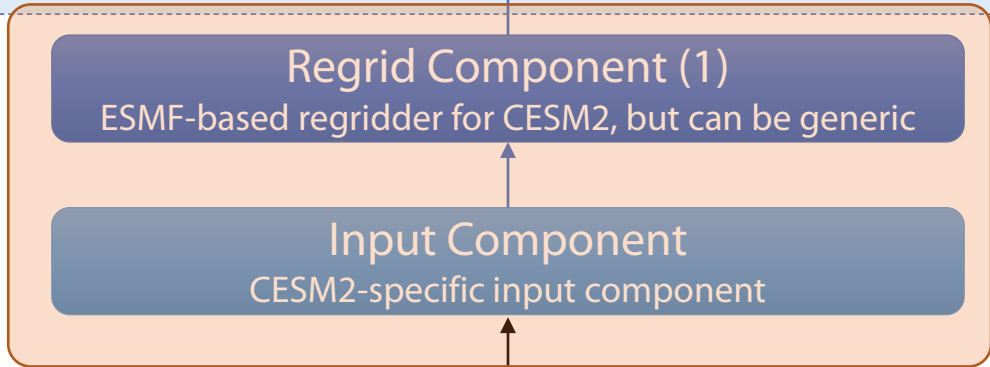 Regrid Component (1)
ESMF-based regridder for CESM2, but can be generic
Input Component
CESM2-specific input component